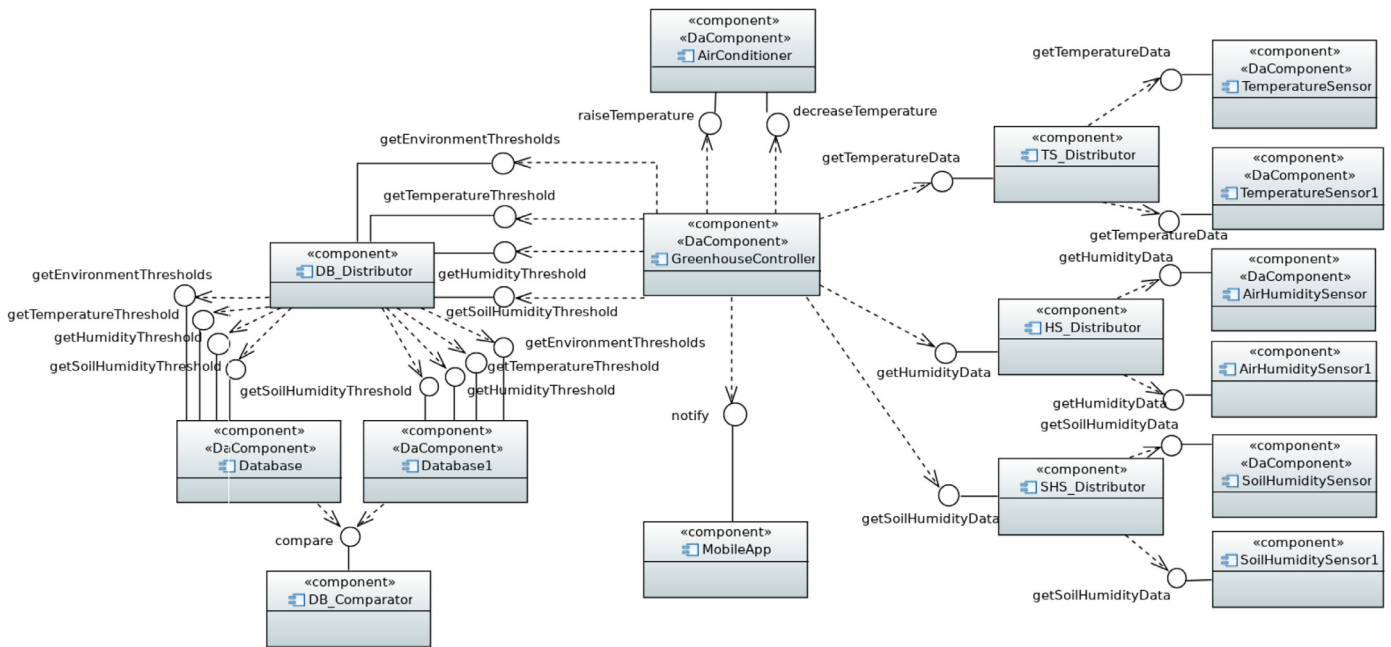 «component»
«DaComponent»
AirConditioner
raiseTemperature
decreaseTemperature
getTemperatureData
«component»
«DaComponent»
TemperatureSensor
getEnvironmentThresholds
getTemperatureData
«component»
TS_Distributor
«component»
«DaComponent»
TemperatureSensor1
getTemperatureThreshold
getTemperatureData
«component»
«DaComponent»
GreenhouseController
«component»
DB_Distributor
getHumidityThreshold
getSoilHumidityThreshold
getEnvironmentThresholds
getTemperatureThreshold
getHumidityThreshold
getSoilHumidityThreshold
getSoilHumidityThreshold
getEnvironmentThresholds
getTemperatureThreshold
getHumidityThreshold
getHumidityData
«component»
«DaComponent»
AirHumiditySensor
«component»
HS_Distributor
getHumidityData
«component»
AirHumiditySensor1
getHumidityData
getSoilHumidityData
notify
«component»
«DaComponent»
Database
«component»
«DaComponent»
Database1
«component»
«DaComponent»
SoilHumiditySensor
«component»
SHS_Distributor
getSoilHumidityData
compare
«component»
MobileApp
«component»
SoilHumiditySensor1
getSoilHumidityData
«component»
DB_Comparator